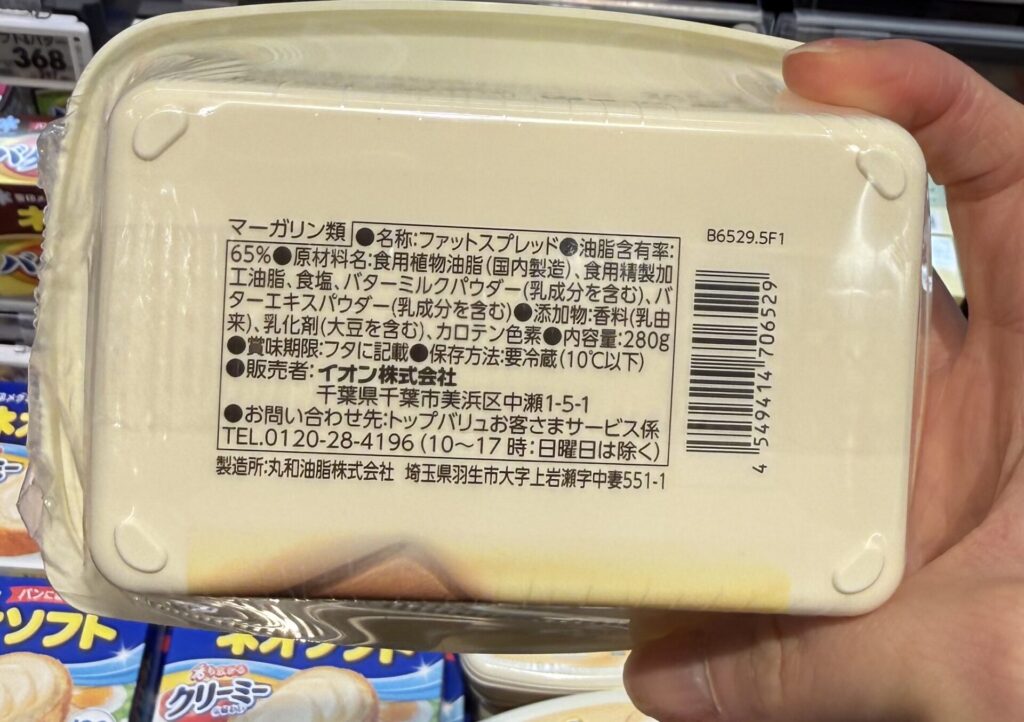 368
マーガリン類
●名称:ファットスプレッド●油脂含有率:
65%●原材料名:食用植物油脂(国内製造)、食用精製加
工油脂、食塩、バターミルクパウダー(乳成分を含む)、バ
ターエキスパウダー(乳成分を含む)●添加物:香料(乳由
来)、乳化剤(大豆を含む)、カロテン色素●内容量:280g
●賞味期限:フタに記載●保存方法:要冷蔵(10℃以下)
●販売者:イオン株式会社
千葉県千葉市美浜区中瀬1-5-1
●お問い合わせ先:トップバリュお客さまサービス係
TEL.0120-28-4196(10〜17時:日曜日は除く)
製造所:丸和油脂株式会社 埼玉県羽生市大字上岩瀬字中妻551-1
B6529.5F1
4 549414 706529
ソフト
ネオソフト
クリーミー